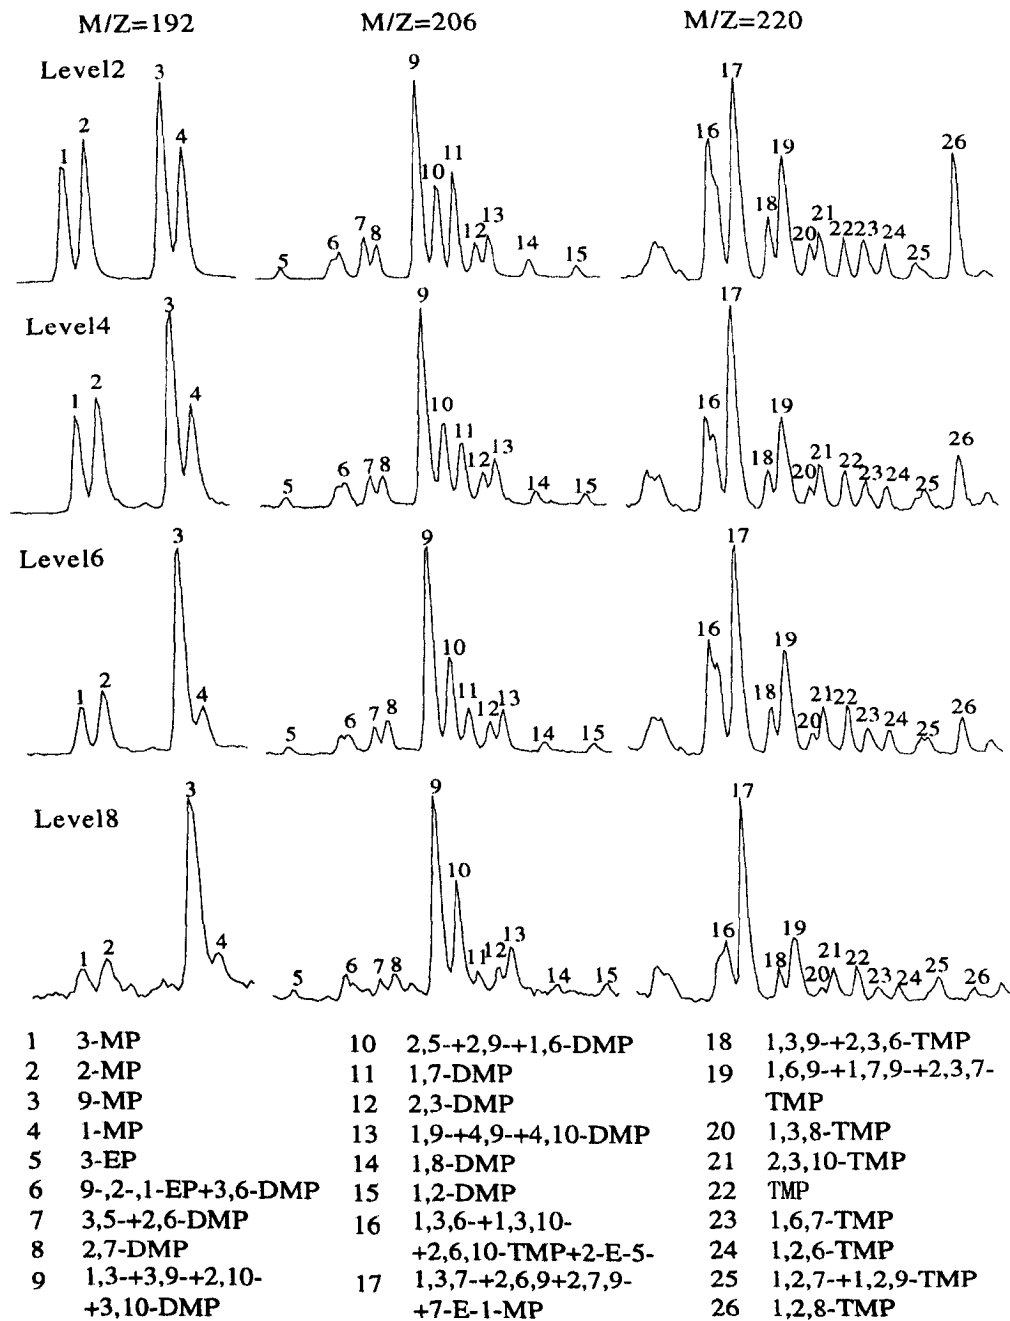 M/Z=192 M/Z=206 M/Z=220
Level2
1 2 3 4
5 6 7 8 9 10 11 12 13 14 15
16 17 18 19 20 21 22 23 24 25 26
Level4
1 2 3 4
5 6 7 8 9 10 11 12 13 14 15
16 17 18 19 20 21 22 23 24 25 26
Level6
1 2 3 4
5 6 7 8 9 10 11 12 13 14 15
16 17 18 19 20 21 22 23 24 25 26
Level8
1 2 3 4
5 6 7 8 9 10 11 12 13 14 15
16 17 18 19 20 21 22 23 24 25 26
1 3-MP
2 2-MP
3 9-MP
4 1-MP
5 3-EP
6 9-,2-,1-EP+3,6-DMP
7 3,5-+2,6-DMP
8 2,7-DMP
9 1,3-+3,9-+2,10-
+3,10-DMP
10 2,5-+2,9-+1,6-DMP
11 1,7-DMP
12 2,3-DMP
13 1,9-+4,9-+4,10-DMP
14 1,8-DMP
15 1,2-DMP
16 1,3,6-+1,3,10-
+2,6,10-TMP+2-E-5-
17 1,3,7-+2,6,9+2,7,9-
+7-E-1-MP
18 1,3,9-+2,3,6-TMP
19 1,6,9-+1,7,9-+2,3,7-
TMP
20 1,3,8-TMP
21 2,3,10-TMP
22 TMP
23 1,6,7-TMP
24 1,2,6-TMP
25 1,2,7-+1,2,9-TMP
26 1,2,8-TMP